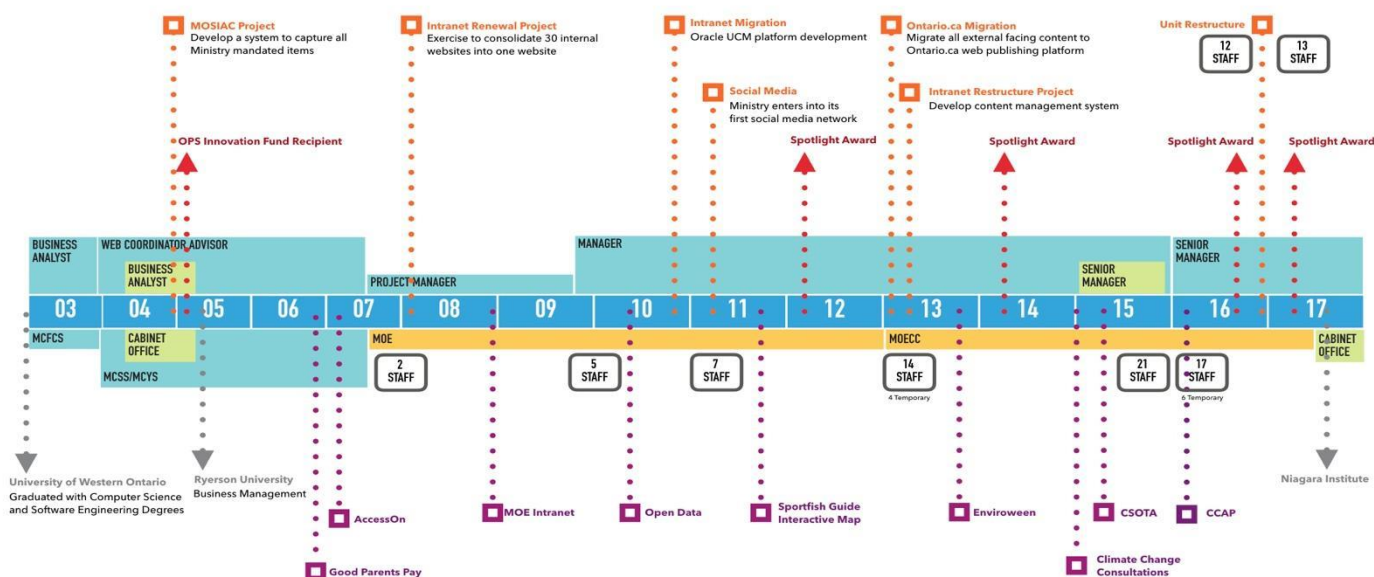 MOSIAC Project
Develop a system to capture all
Ministry mandated items
Intranet Renewal Project
Exercise to consolidate 30 internal
websites into one website
Intranet Migration
Oracle UCM platform development
Ontario.ca Migration
Migrate all external facing content to
Ontario.ca web publishing platform
Unit Restructure
12
STAFF
13
STAFF
Social Media
Ministry enters into its
first social media network
Intranet Restructure Project
Develop content management system
OPS Innovation Fund Recipient
Spotlight Award
Spotlight Award
Spotlight Award
Spotlight Award
BUSINESS
ANALYST
WEB COORDINATOR ADVISOR
BUSINESS
ANALYST
PROJECT MANAGER
MANAGER
SENIOR
MANAGER
SENIOR
MANAGER
03 04 05 06 07 08 09 10 11 12 13 14 15 16 17
MCFCS
CABINET
OFFICE
MCSS/MCYS
MOE
MOECC
CABINET
OFFICE
2
STAFF
5
STAFF
7
STAFF
14
STAFF
4 Temporary
21
STAFF
17
STAFF
6 Temporary
University of Western Ontario
Graduated with Computer Science
and Software Engineering Degrees
Ryerson University
Business Management
Niagara Institute
AccessOn
MOE Intranet
Open Data
Sportfish Guide
Interactive Map
Enviroween
CSOTA
CCAP
Good Parents Pay
Climate Change
Consultations